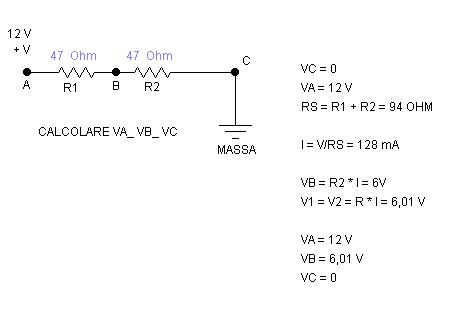 12 V
+ V
47 Ohm
47 Ohm
C
A
R1
B
R2
CALCOLARE VA_ VB_ VC
MASSA
VC = 0
VA = 12 V
RS = R1 + R2 = 94 OHM
I = V/RS = 128 mA
VB = R2 * I = 6V
V1 = V2 = R * I = 6,01 V
VA = 12 V
VB = 6,01 V
VC = 0